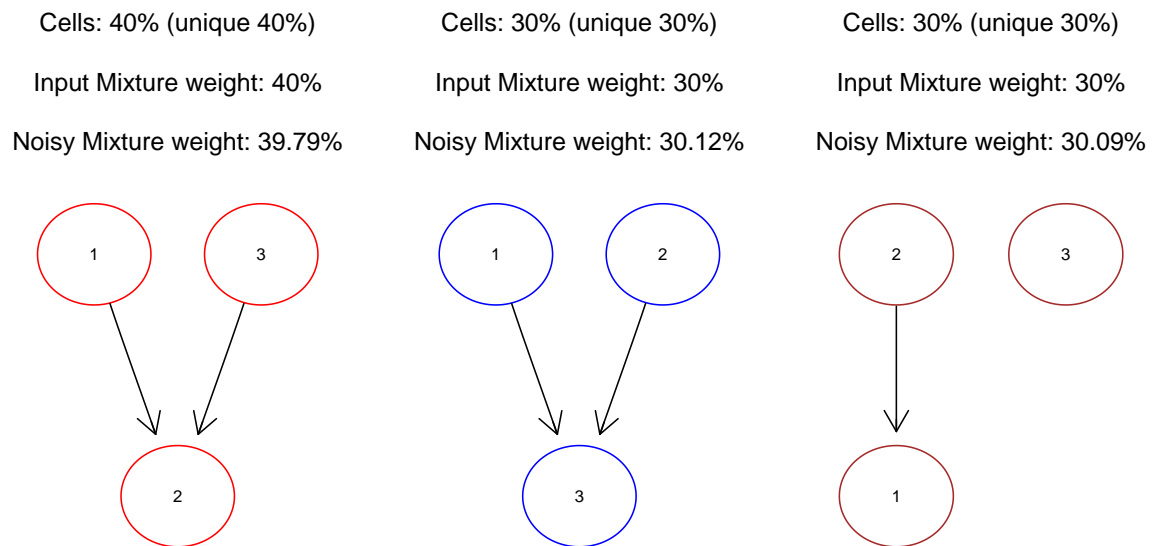 Cells: 40% (unique 40%)
Input Mixture weight: 40%
Noisy Mixture weight: 39.79%
1
3
2
Cells: 30% (unique 30%)
Input Mixture weight: 30%
Noisy Mixture weight: 30.12%
1
2
3
Cells: 30% (unique 30%)
Input Mixture weight: 30%
Noisy Mixture weight: 30.09%
2
3
1